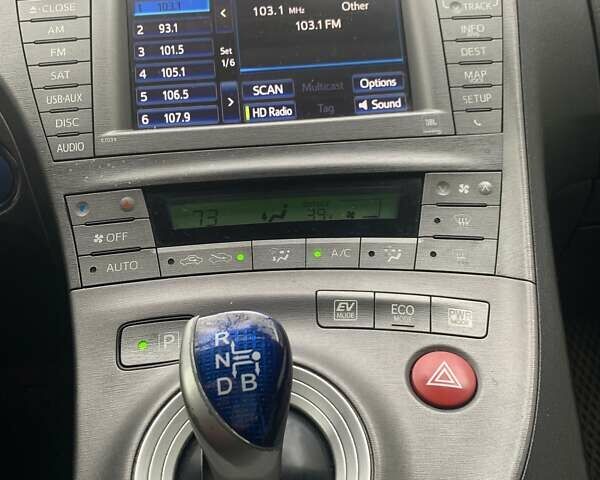 CLOSE
AM
FM
SAT
USB·AUX
DISC
AUDIO
1 103.1
2 93.1
3 101.5
4 105.1
5 106.5
6 107.9
Set
1/6
103.1 MHz Other
103.1 FM
SCAN Multicast Options
HD Radio Tag Sound
JBL
TRACK
INFO
DEST
MAP
SETUP
73 OUTSIDE 39
OFF
AUTO
A/C
P
EV
MODE
ECO
MODE
PWR
MODE
R
N
D B